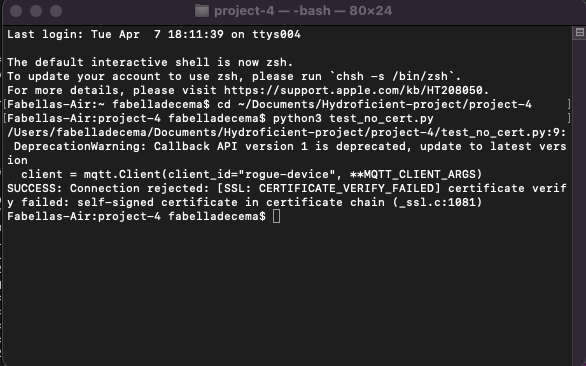 project-4 — -bash — 80×24
Last login: Tue Apr  7 18:11:39 on ttys004
The default interactive shell is now zsh.
To update your account to use zsh, please run `chsh -s /bin/zsh`.
For more details, please visit https://support.apple.com/kb/HT208050.
[Fabellas-Air:~ fabelladecema$ cd ~/Documents/Hydroficient-project/project-4 ]
[Fabellas-Air:project-4 fabelladecema$ python3 test_no_cert.py ]
/Users/fabelladecema/Documents/Hydroficient-project/project-4/test_no_cert.py:9:
 DeprecationWarning: Callback API version 1 is deprecated, update to latest vers
ion
  client = mqtt.Client(client_id="rogue-device", **MQTT_CLIENT_ARGS)
SUCCESS: Connection rejected: [SSL: CERTIFICATE_VERIFY_FAILED] certificate verif
y failed: self-signed certificate in certificate chain (_ssl.c:1081)
Fabellas-Air:project-4 fabelladecema$